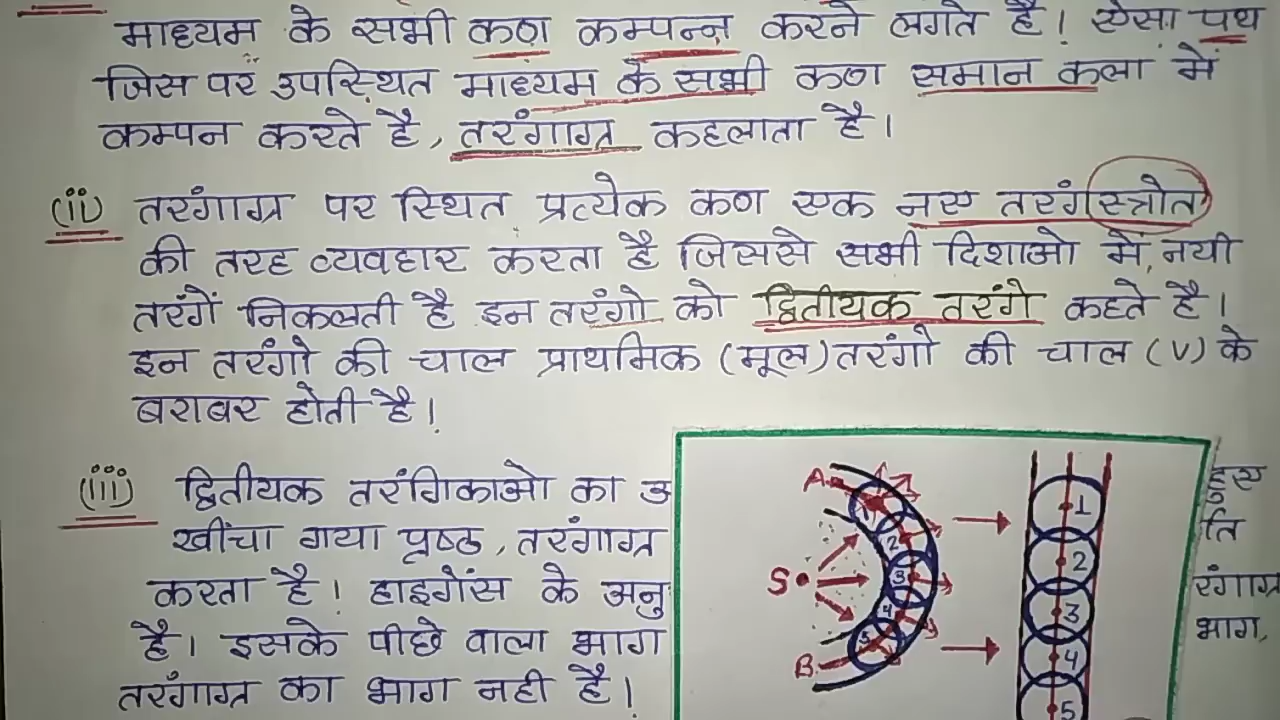 माध्यम के सभी कण कम्पन्न करने लगते है। ऐसा पथ
जिस पर उपस्थित माध्यम के सभी कण समान कला में
कम्पन करते है, तरंगाग्र कहलाता है।
(ii) तरंगाग्र पर स्थित प्रत्येक कण एक नए तरंगस्त्रोत
की तरह व्यवहार करता है जिससे सभी दिशाओ में नयी
तरंगें निकलती है इन तरंगो को द्वितीयक तरंगे कहते है।
इन तरंगो की चाल प्राथमिक (मूल) तरंगो की चाल (v) के
बराबर होती है।
(iii) द्वितीयक तरंगिकाओ का
खींचा गया पृष्ठ, तरंगाग्र
करता है। हाइगेंस के
है। इसके पीछे वाला भाग
भाग,
तरंगाग्र का भाग नही है।
A
1
2
S
3
4
5
B
1
2
3
4
5